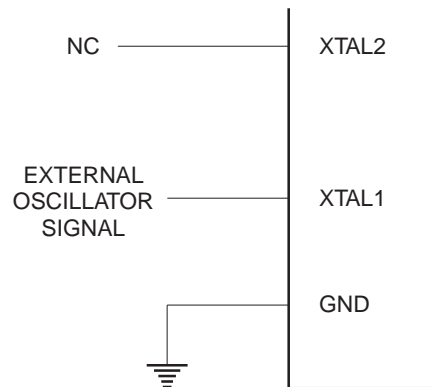 NC
XTAL2
EXTERNAL
OSCILLATOR
SIGNAL
XTAL1
GND